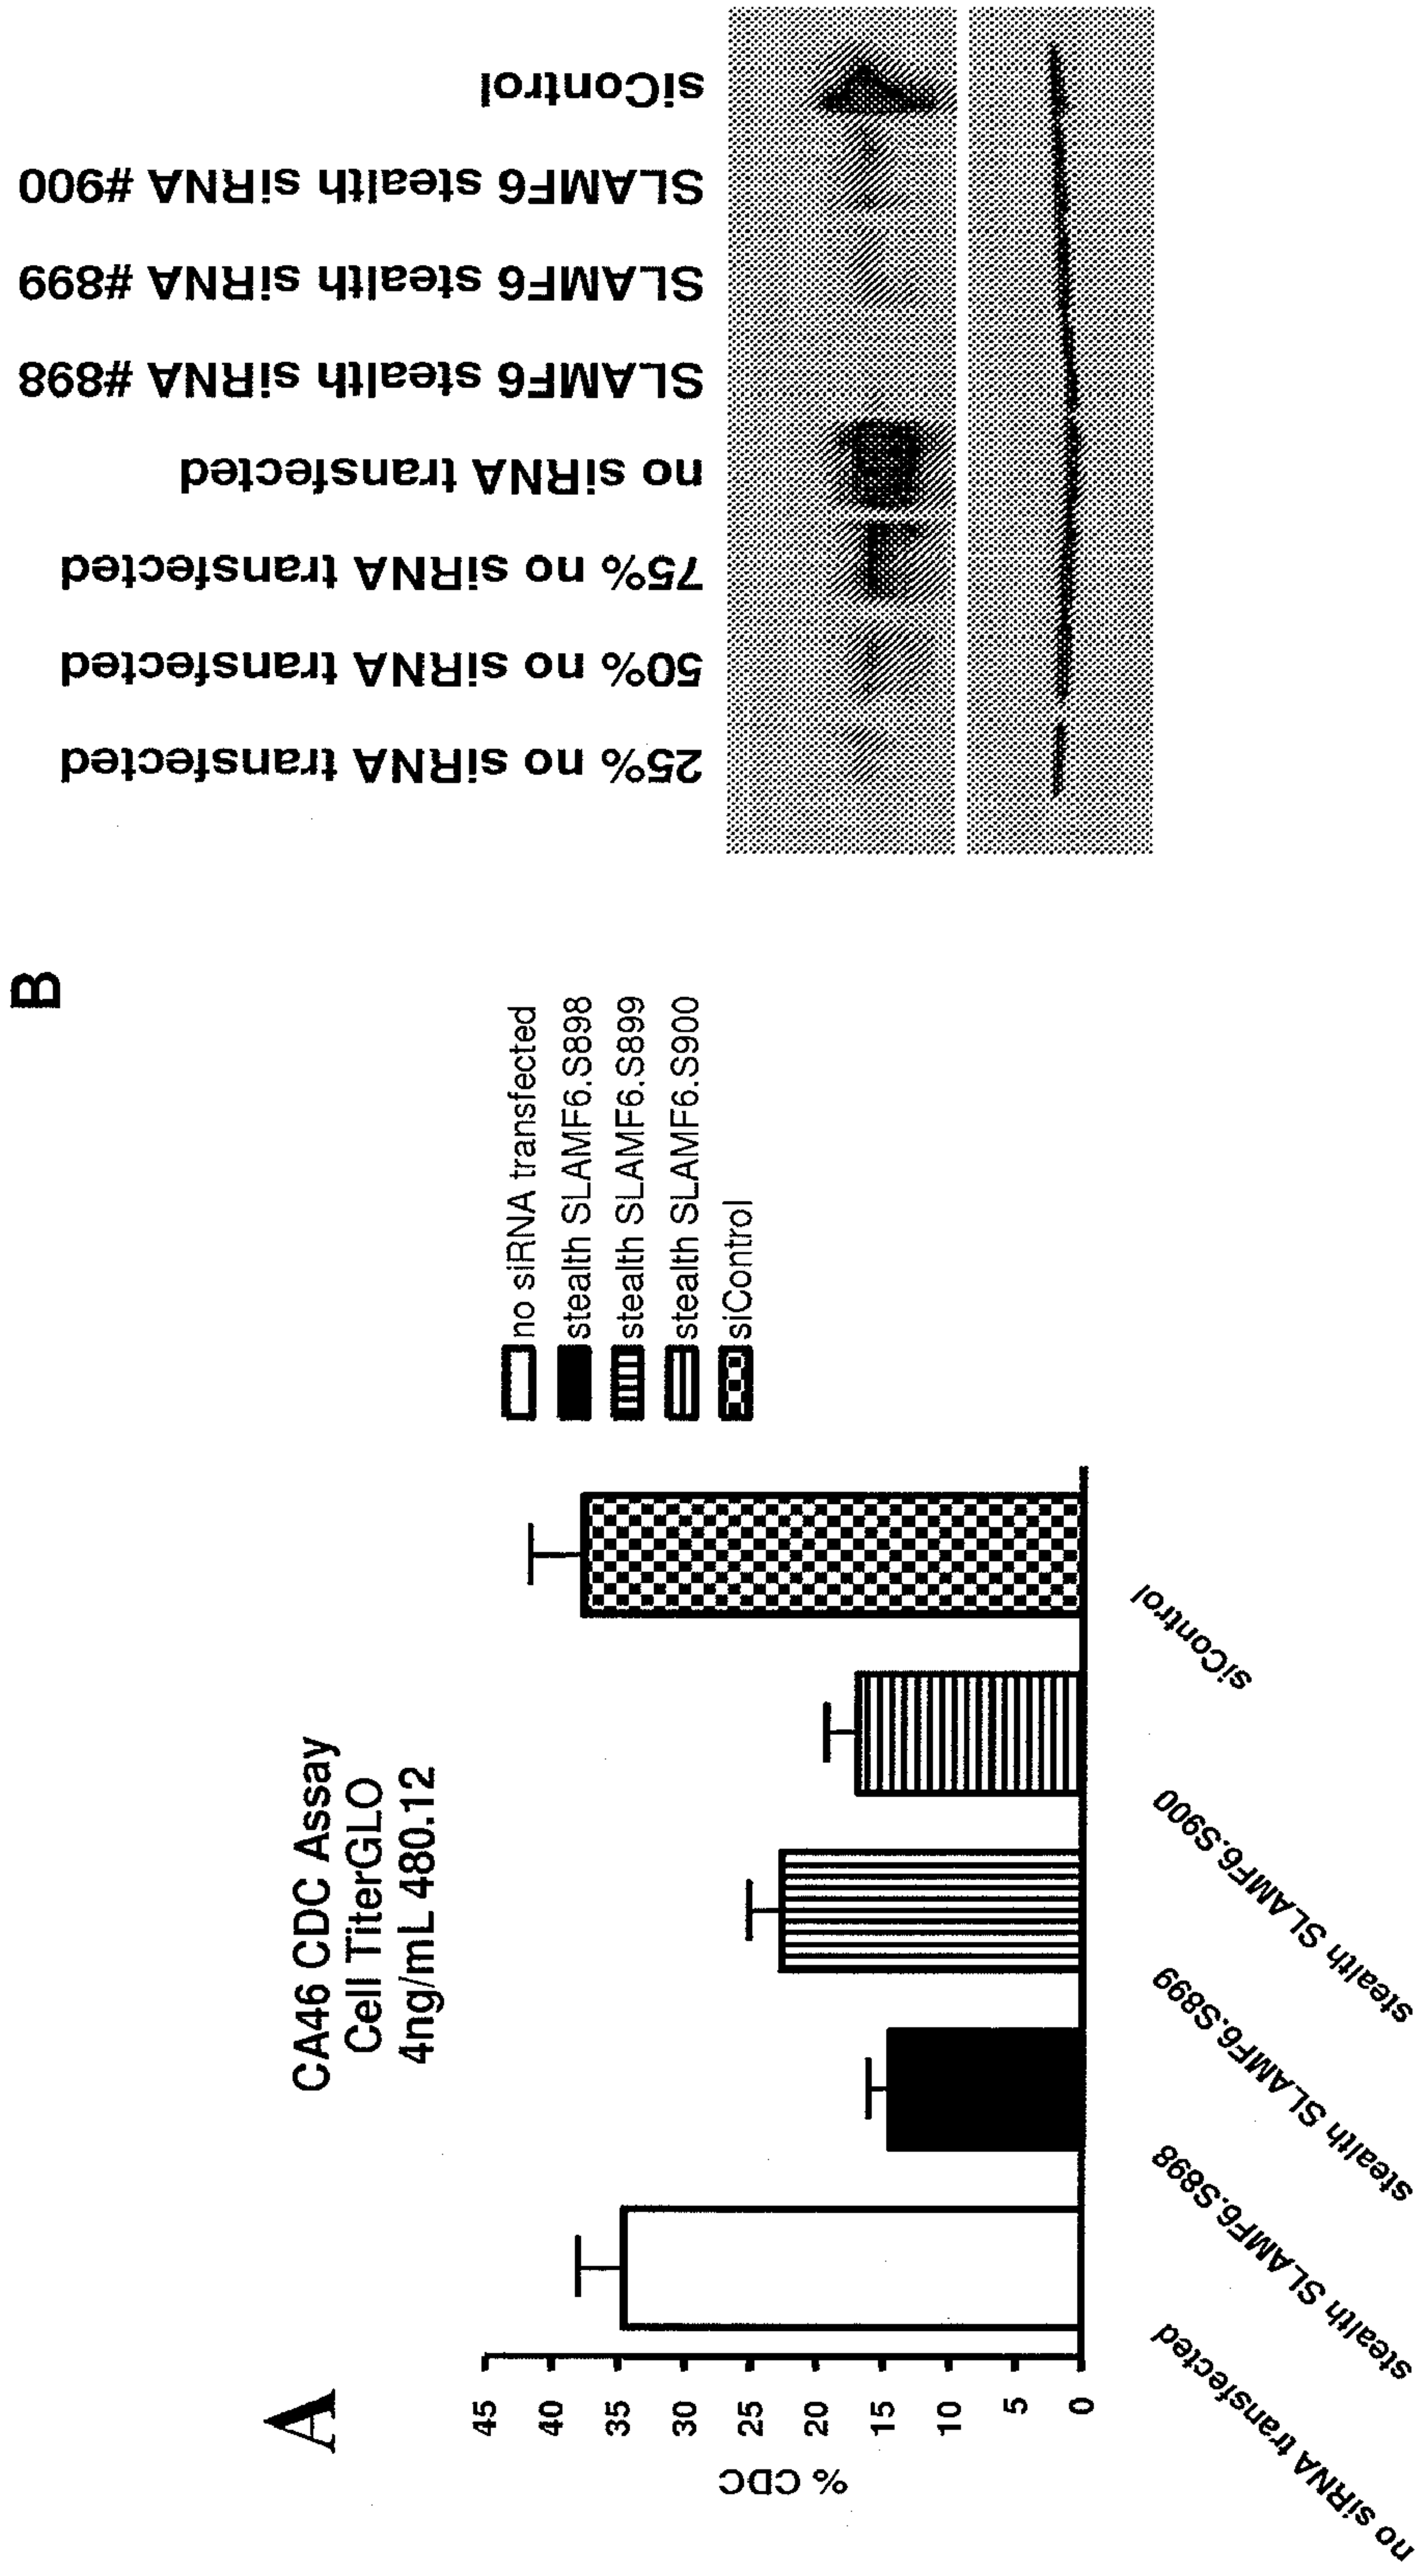 A
CA46 CDC Assay
Cell TiterGLO
4ng/mL 480.12
% CDC
45
40
35
30
25
20
15
10
5
0
no siRNA transfected
stealth SLAMF6.S898
stealth SLAMF6.S899
stealth SLAMF6.S900
siControl
no siRNA transfected
stealth SLAMF6.S898
stealth SLAMF6.S899
stealth SLAMF6.S900
siControl
B
25% no siRNA transfected
50% no siRNA transfected
75% no siRNA transfected
no siRNA transfected
SLAMF6 stealth siRNA #898
SLAMF6 stealth siRNA #899
SLAMF6 stealth siRNA #900
siControl